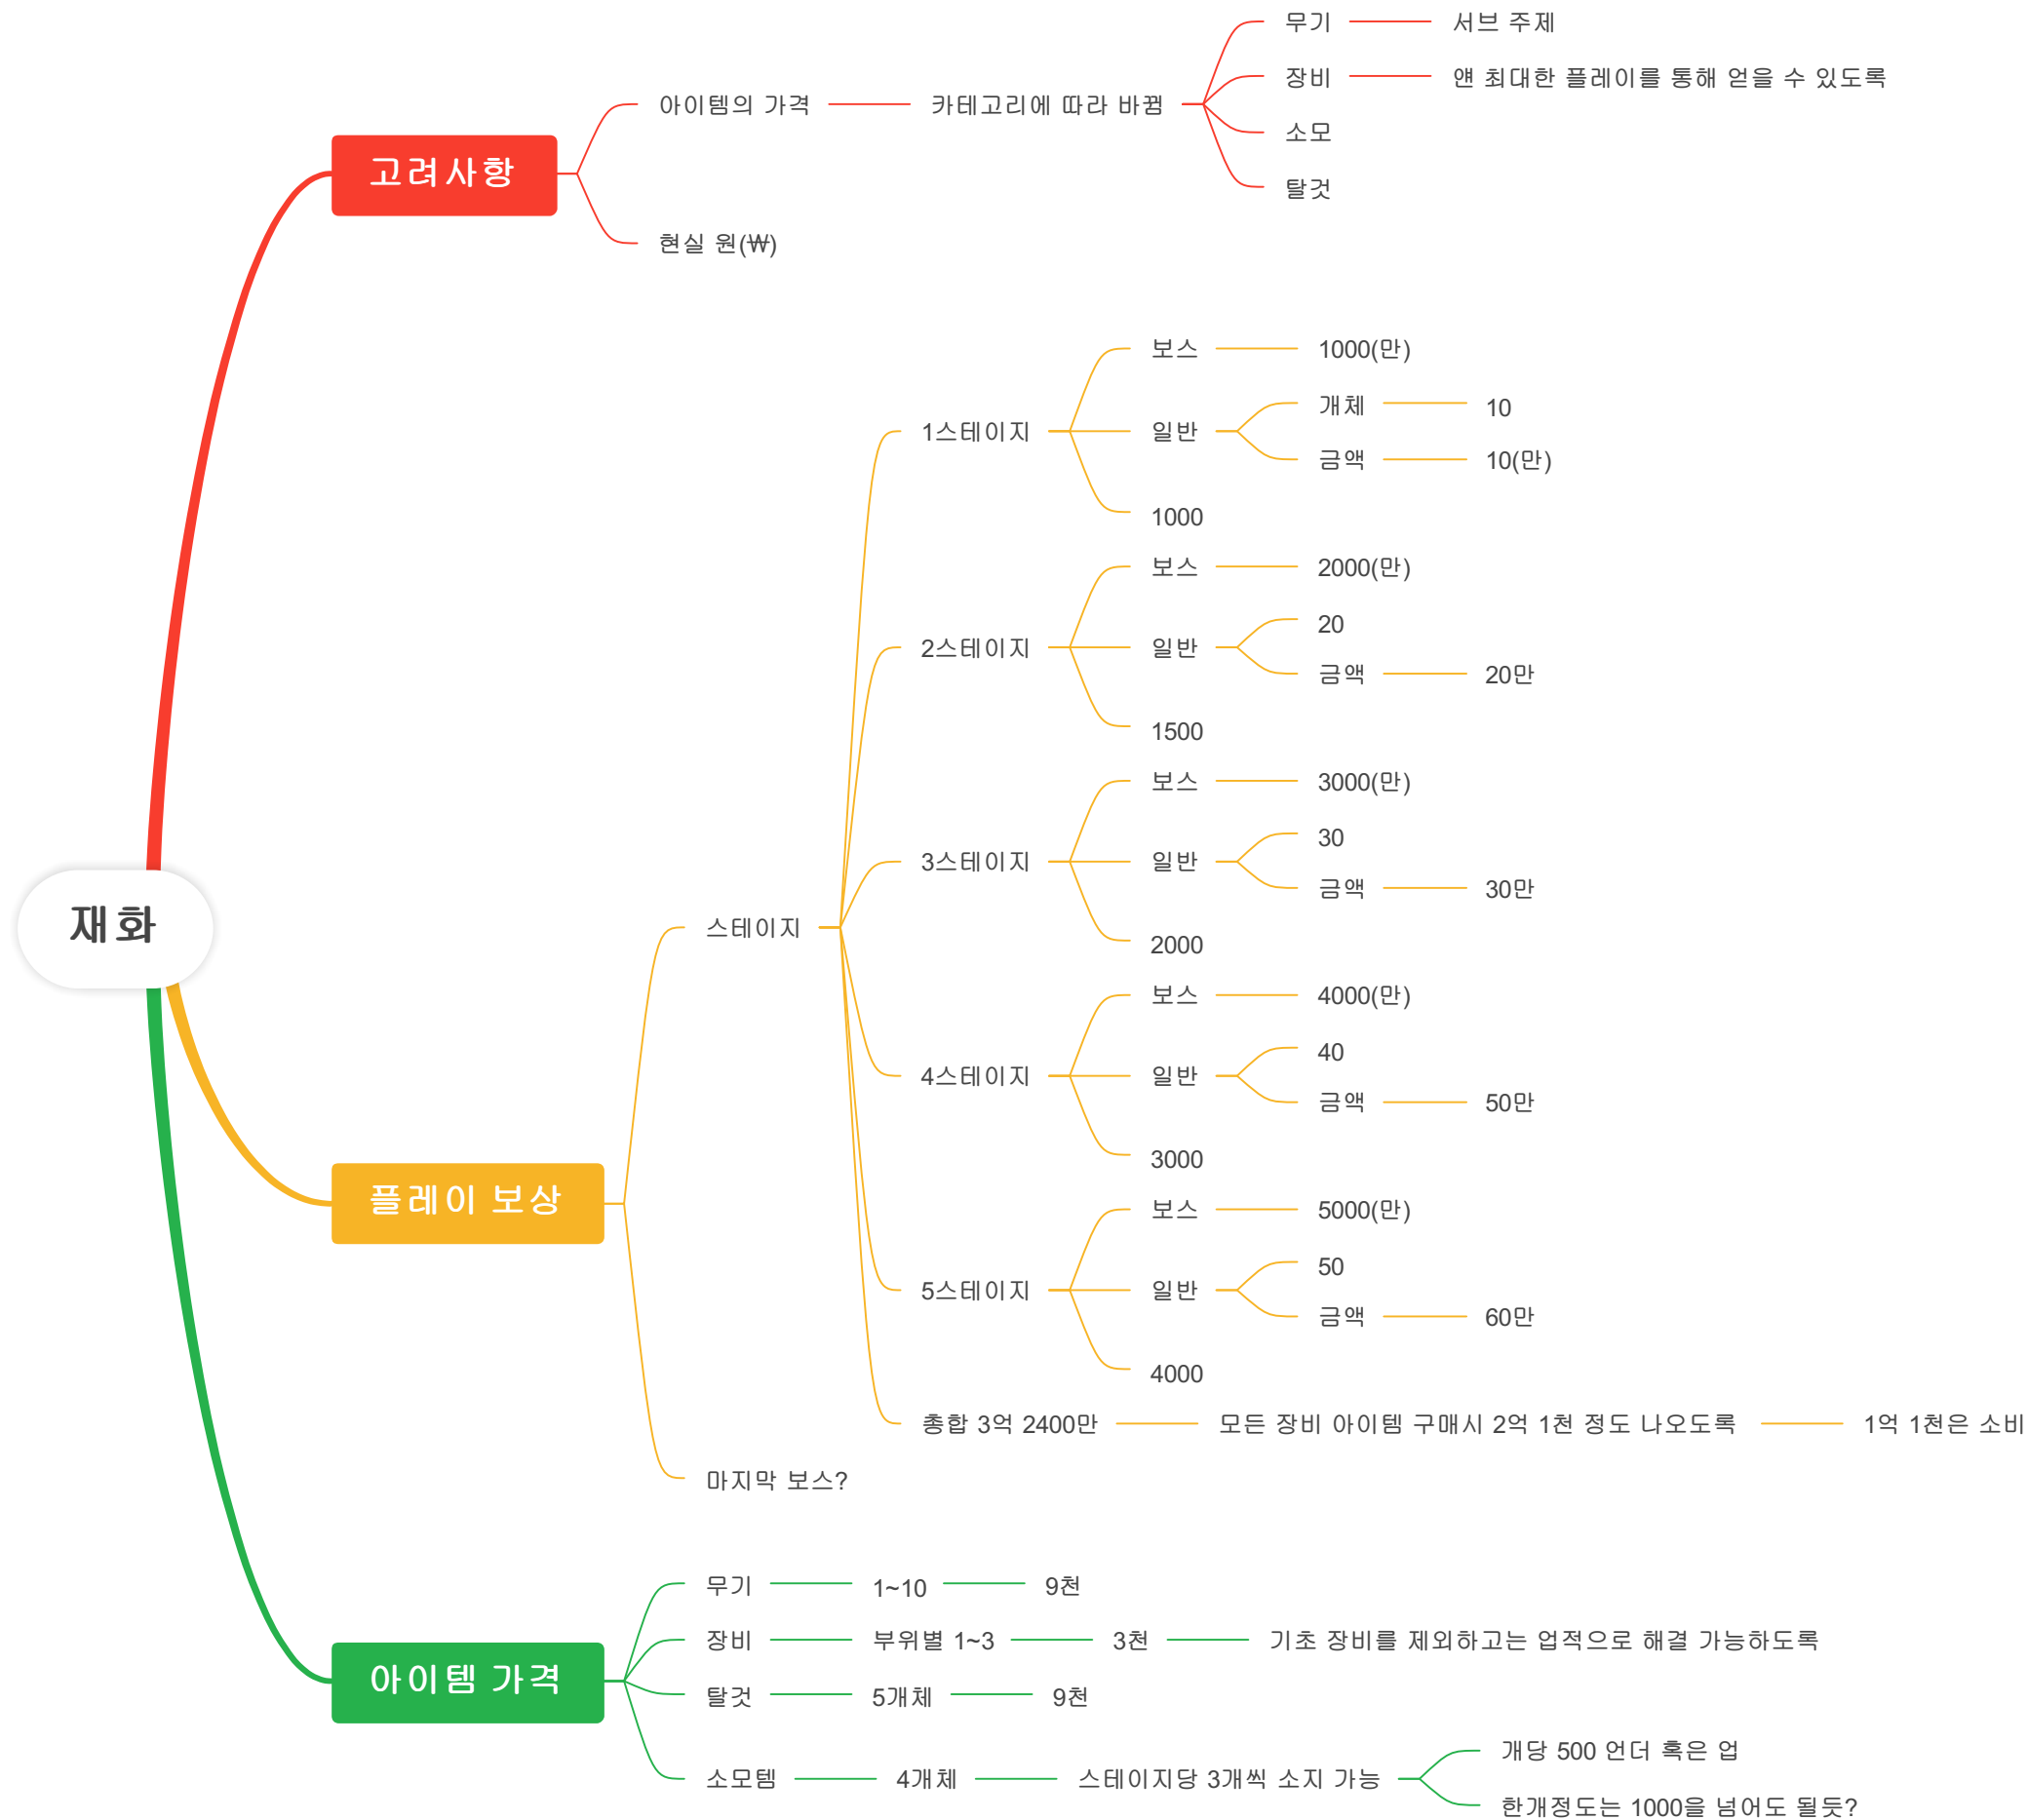 재화
고려사항
아이템의 가격
카테고리에 따라 바뀜
무기
서브 주제
장비
얜 최대한 플레이를 통해 얻을 수 있도록
소모
탈것
현실 원(₩)
플레이 보상
스테이지
1스테이지
보스
1000(만)
일반
개체
10
금액
10(만)
1000
2스테이지
보스
2000(만)
일반
20
금액
20만
1500
3스테이지
보스
3000(만)
일반
30
금액
30만
2000
4스테이지
보스
4000(만)
일반
40
금액
50만
3000
5스테이지
보스
5000(만)
일반
50
금액
60만
4000
총합 3억 2400만
모든 장비 아이템 구매시 2억 1천 정도 나오도록
1억 1천은 소비
마지막 보스?
아이템 가격
무기
1~10
9천
장비
부위별 1~3
3천
기초 장비를 제외하고는 업적으로 해결 가능하도록
탈것
5개체
9천
소모템
4개체
스테이지당 3개씩 소지 가능
개당 500 언더 혹은 업
한개정도는 1000을 넘어도 될듯?